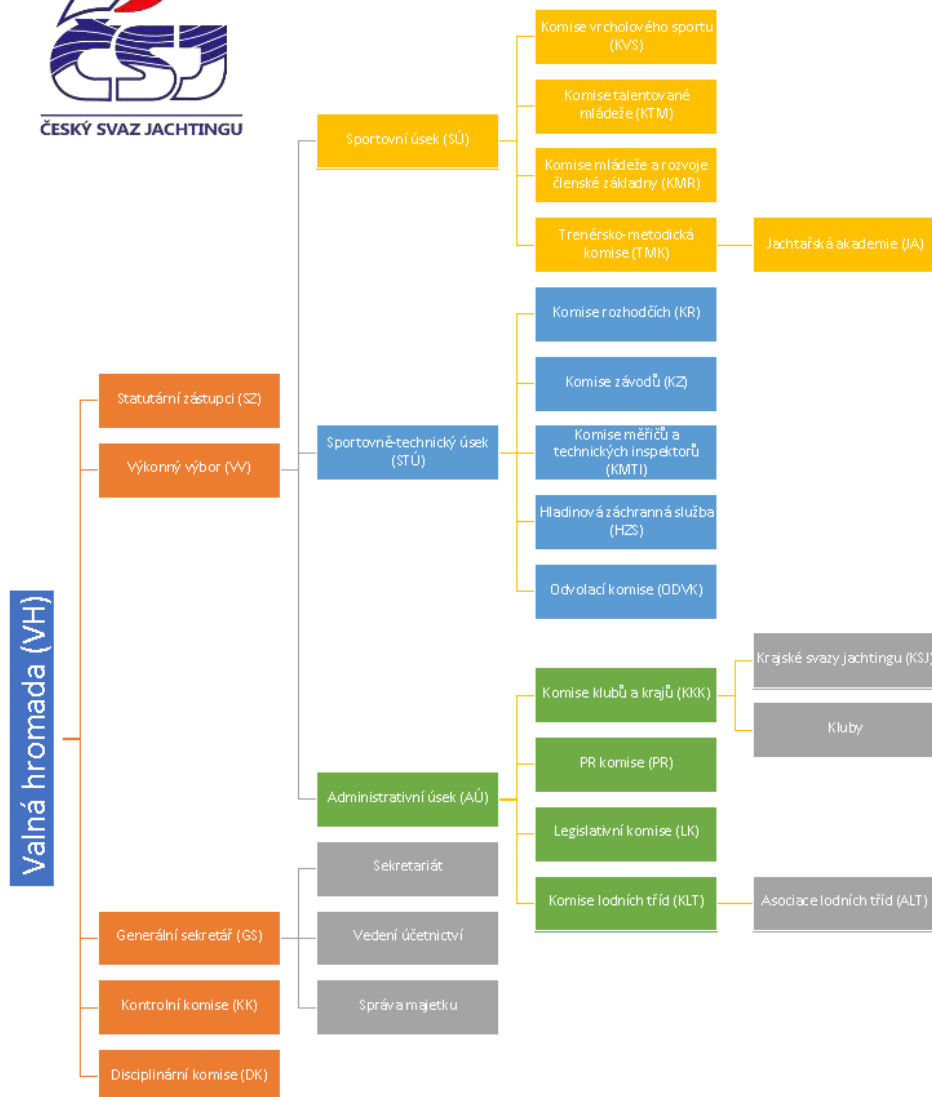 ČSJ
ČESKÝ SVAZ JACHTINGU
Valná hromada (VH)
Statutární zástupci (SZ)
Výkonný výbor (VV)
Sportovní úsek (SÚ)
Komise vrcholového sportu
(KVS)
Komise talentované
mládeže (KTM)
Komise mládeže a rozvoje
členské základny (KMR)
Trenérsko-metodická
komise (TMK)
Jachtařská akademie (JA)
Sportovně-technický úsek
(STÚ)
Komise rozhodčích (KR)
Komise závodů (KZ)
Komise měřičů a
technických inspektorů
(KMTI)
Hladinová záchranná služba
(HZS)
Odvolací komise (ODVK)
Administrativní úsek (AÚ)
Komise klubů a krajů (KKK)
Krajské svazy jachtingu (KSJ)
Kluby
PR komise (PR)
Legislativní komise (LK)
Komise lodních tříd (KLT)
Asociace lodních tříd (ALT)
Generální sekretář (GS)
Sekretariát
Vedení účetnictví
Správa majetku
Kontrolní komise (KK)
Disciplinární komise (DK)